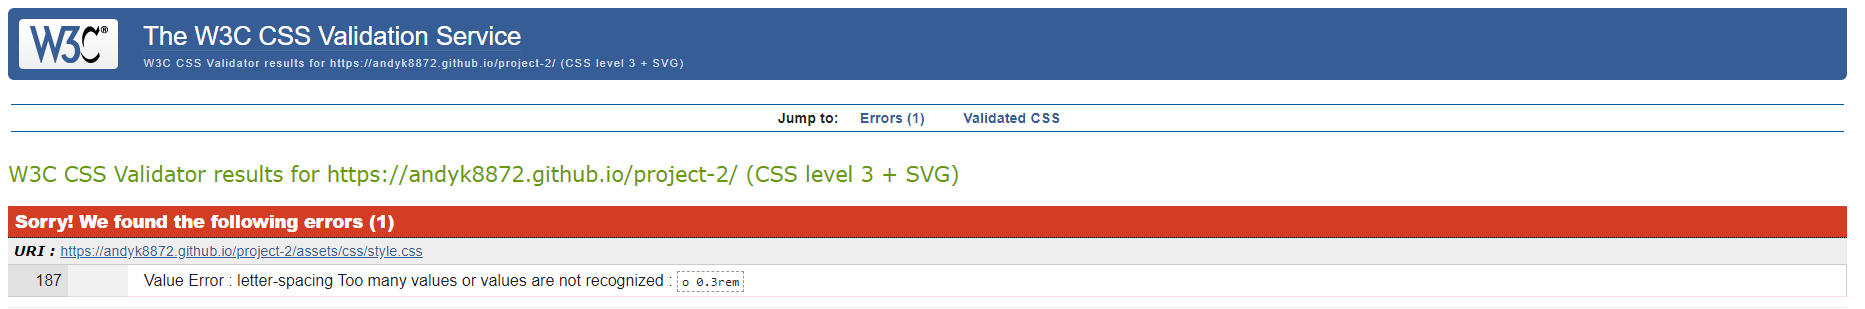 W3C®
The W3C CSS Validation Service
W3C CSS Validator results for https://andyk8872.github.io/project-2/ (CSS level 3 + SVG)
Jump to: Errors (1) Validated CSS
W3C CSS Validator results for https://andyk8872.github.io/project-2/ (CSS level 3 + SVG)
Sorry! We found the following errors (1)
URI : https://andyk8872.github.io/project-2/assets/css/style.css
187 Value Error : letter-spacing Too many values or values are not recognized : o 0.3rem